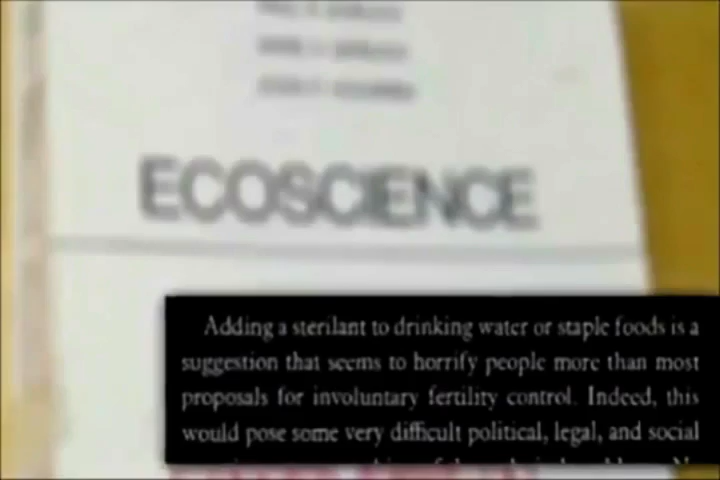 ECOSCIENCE
Adding a sterilant to drinking water or staple foods is a
suggestion that seems to horrify people more than most
proposals for involuntary fertility control. Indeed, this
would pose some very difficult political, legal, and social